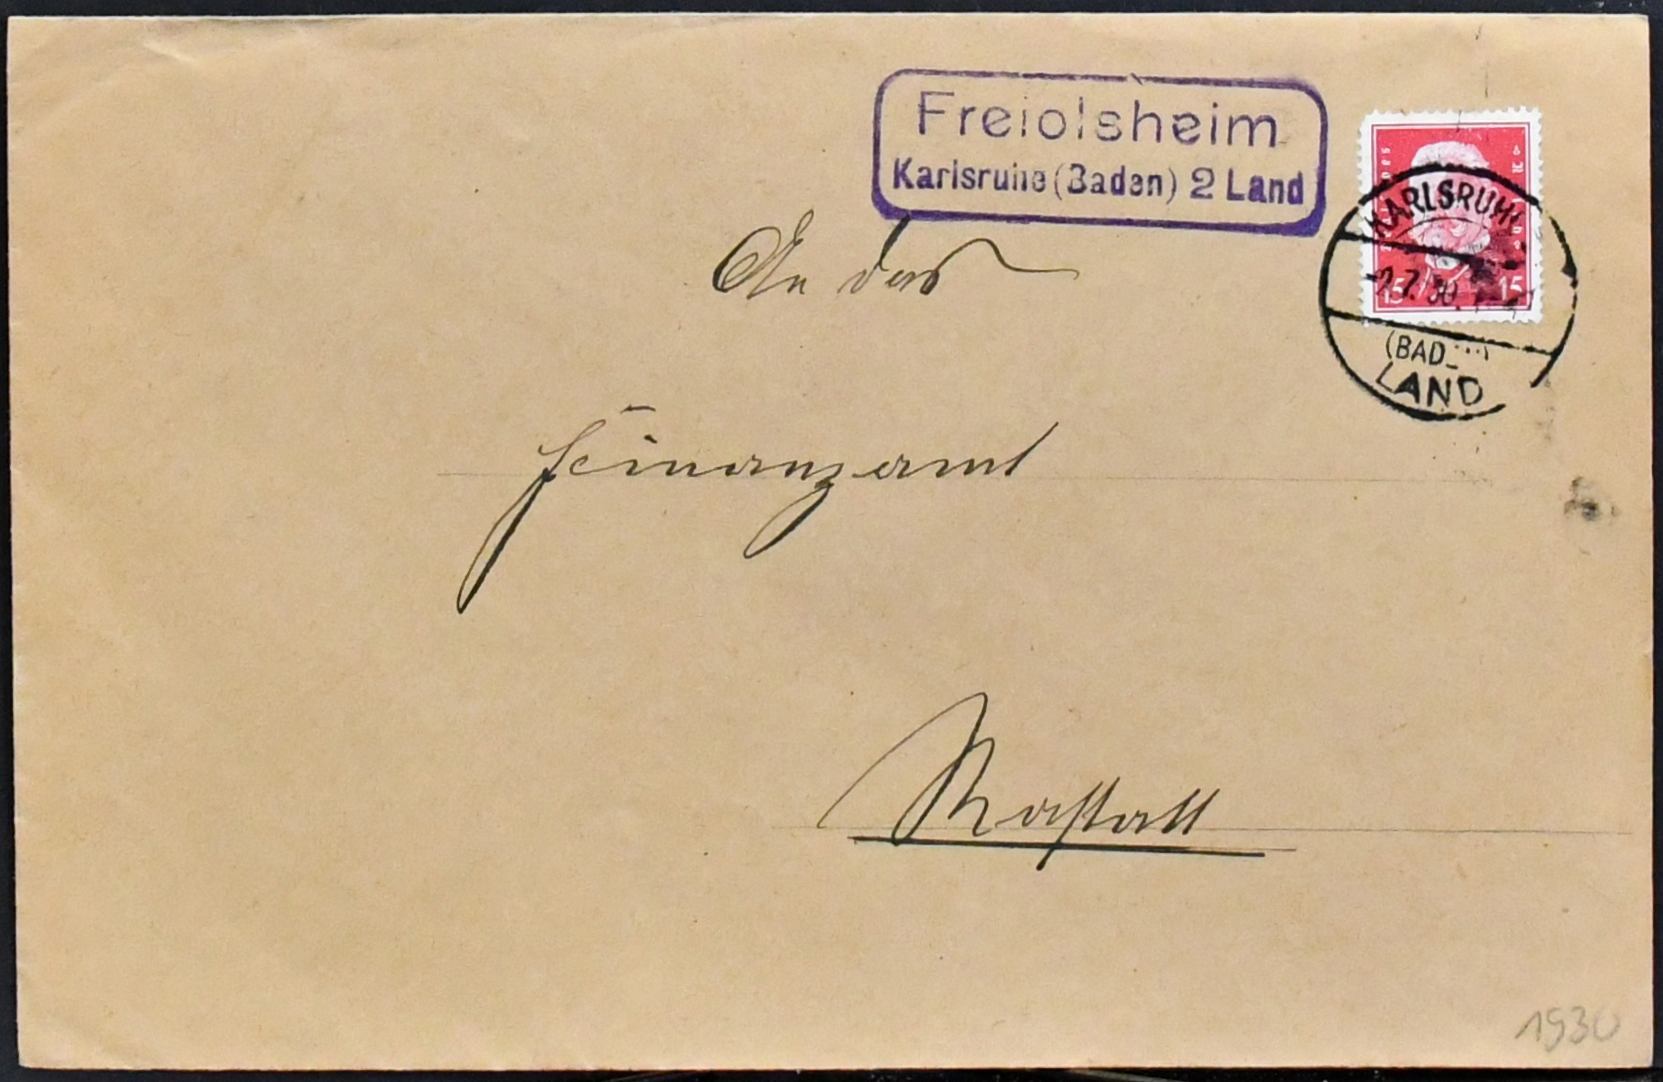 Freiolsheim
Karlsruhe (Baden) 2 Land
KARLSRUHE
2.7.30.
15 15
(BAD
LAND
An das
Finanzamt
Rastatt
1930